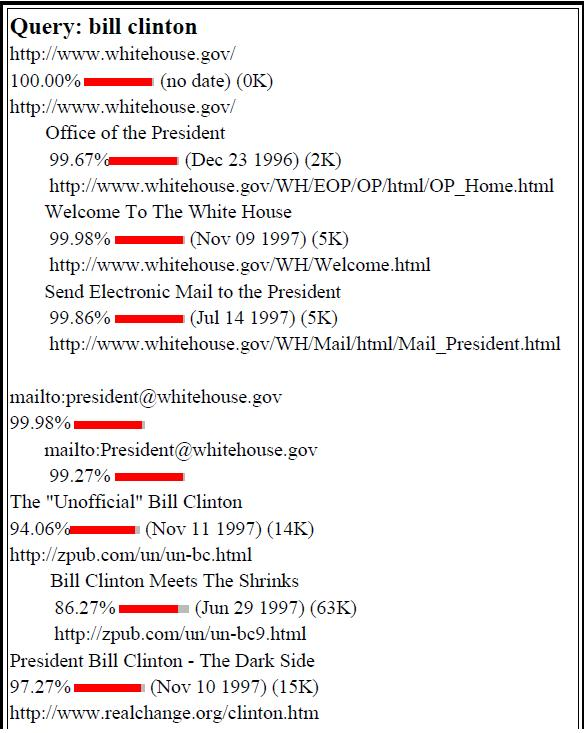 Query: bill clinton
http://www.whitehouse.gov/
100.00% (no date) (0K)
http://www.whitehouse.gov/
Office of the President
99.67% (Dec 23 1996) (2K)
http://www.whitehouse.gov/WH/EOP/OP/html/OP_Home.html
Welcome To The White House
99.98% (Nov 09 1997) (5K)
http://www.whitehouse.gov/WH/Welcome.html
Send Electronic Mail to the President
99.86% (Jul 14 1997) (5K)
http://www.whitehouse.gov/WH/Mail/html/Mail_President.html
mailto:president@whitehouse.gov
99.98%
mailto:President@whitehouse.gov
99.27%
The "Unofficial" Bill Clinton
94.06% (Nov 11 1997) (14K)
http://zpub.com/un/un-bc.html
Bill Clinton Meets The Shrinks
86.27% (Jun 29 1997) (63K)
http://zpub.com/un/un-bc9.html
President Bill Clinton - The Dark Side
97.27% (Nov 10 1997) (15K)
http://www.realchange.org/clinton.htm